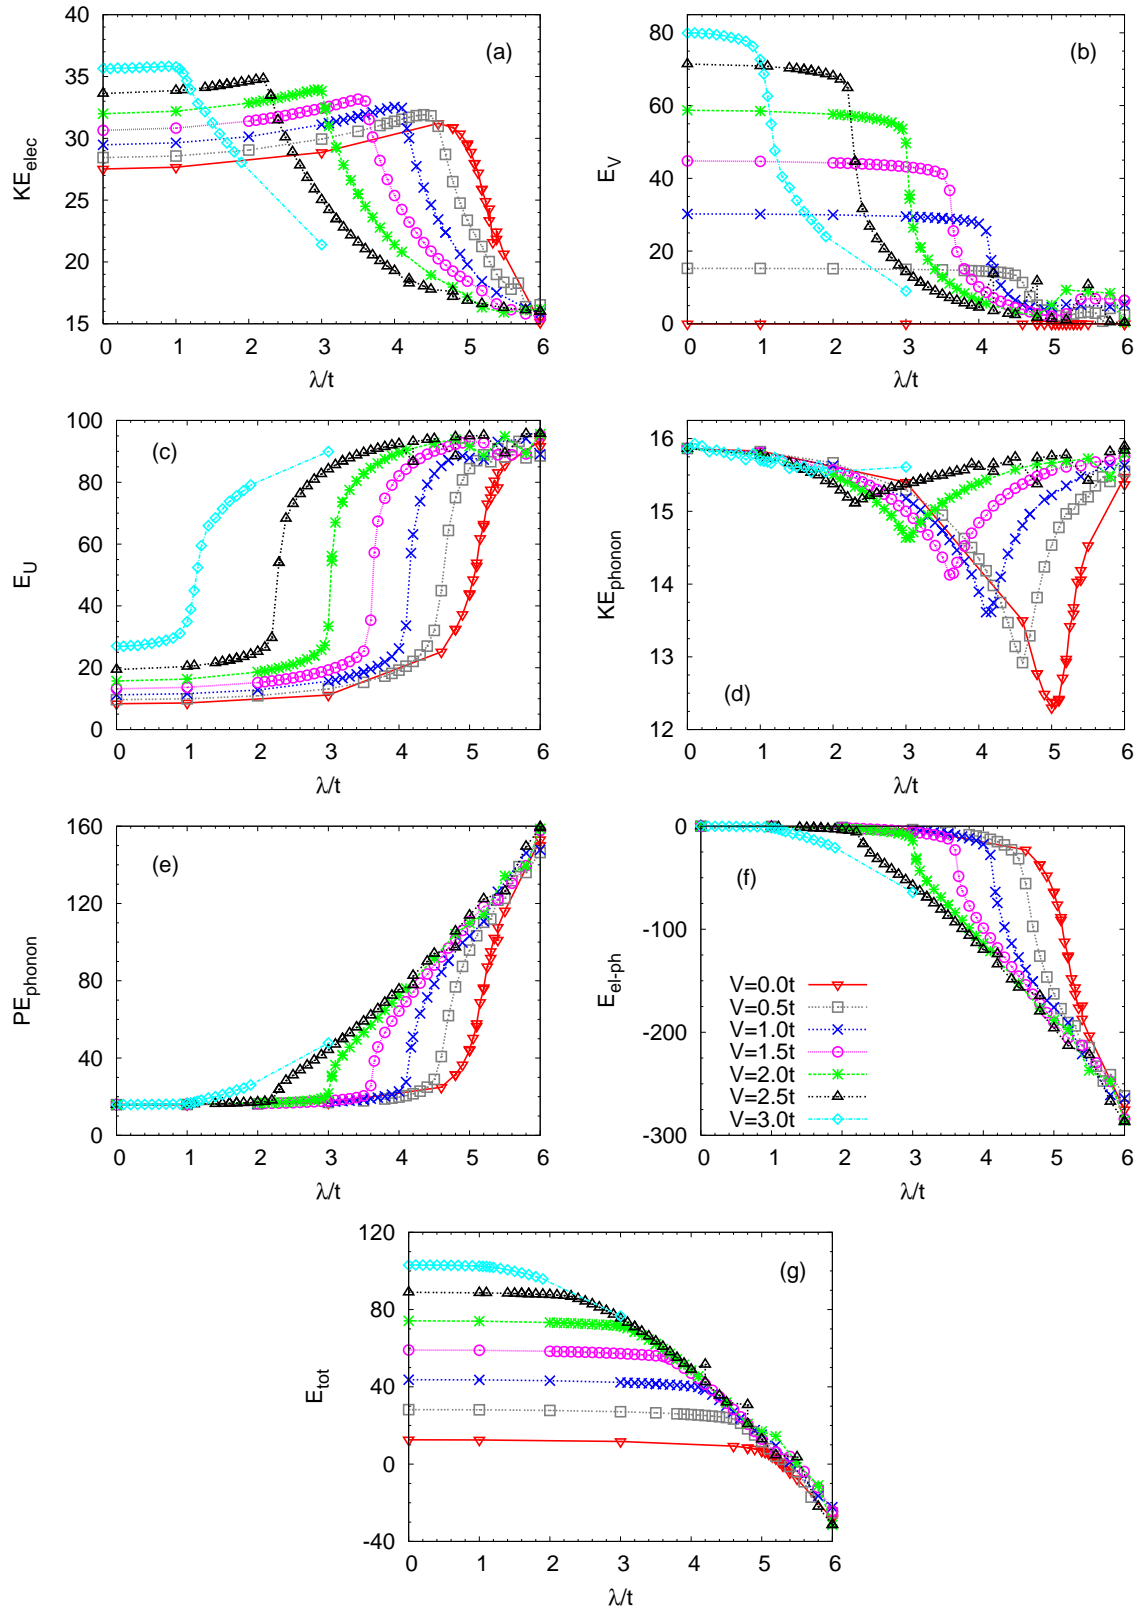 40
35
30
25
20
15
KE_elec
(a)
0 1 2 3 4 5 6
λ/t
80
60
40
20
0
E_V
(b)
0 1 2 3 4 5 6
λ/t
100
80
60
40
20
0
E_U
(c)
0 1 2 3 4 5 6
λ/t
16
15
14
13
12
KE_phonon
(d)
0 1 2 3 4 5 6
λ/t
160
120
80
40
0
PE_phonon
(e)
0 1 2 3 4 5 6
λ/t
0
-100
-200
-300
E_el-ph
(f)
V=0.0t
V=0.5t
V=1.0t
V=1.5t
V=2.0t
V=2.5t
V=3.0t
0 1 2 3 4 5 6
λ/t
120
80
40
0
-40
E_tot
(g)
0 1 2 3 4 5 6
λ/t